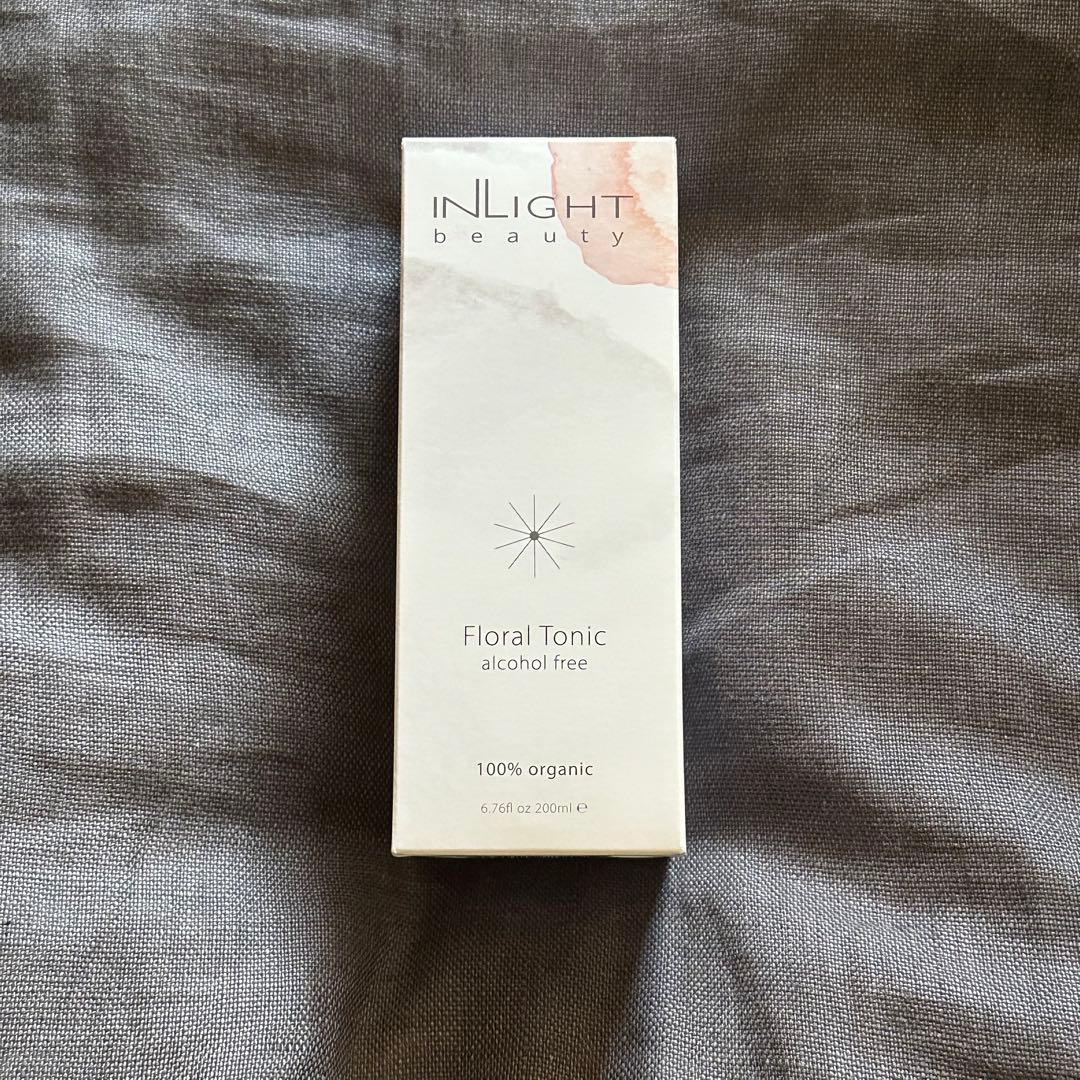 INLIGHT
beauty
Floral Tonic
alcohol free
100% organic
6.76fl oz 200ml ℮